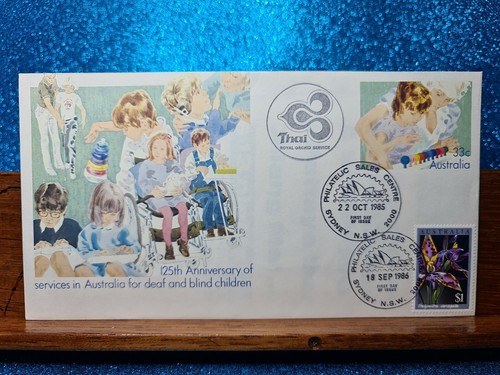 125th Anniversary of
services in Australia for deaf and blind children
Thai
ROYAL ORCHID SERVICE
33c
Australia
PHILATELIC SALES CENTRE
22 OCT 1985
FIRST DAY
OF ISSUE
SYDNEY N.S.W. 2000
PHILATELIC SALES CENTRE
18 SEP 1986
FIRST DAY
OF ISSUE
SYDNEY N.S.W.
AUSTRALIA
$1